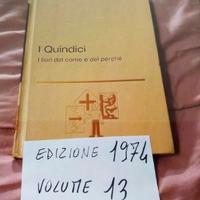 I Quindici
I libri del come e del perché
EDIZIONE 1974
VOLUME 13